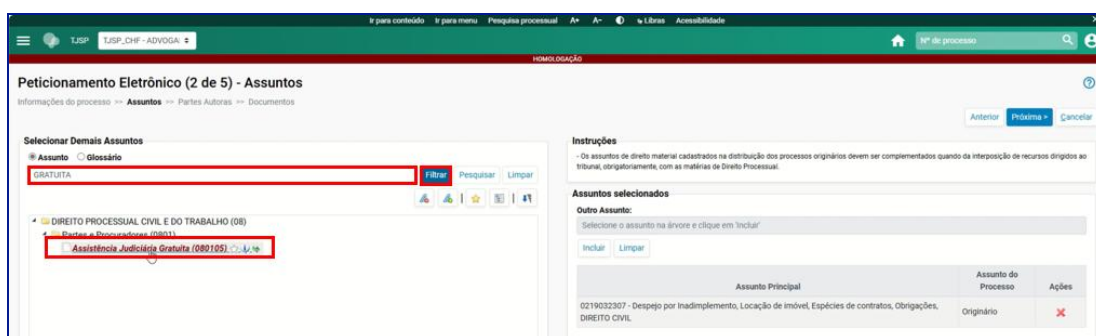 Ir para conteúdo Ir para menu Pesquisa processual A+ A- Libras Acessibilidade
TJSP TJSP_CHF - ADVOGA Nº de processo
HOMOLOGAÇÃO
Peticionamento Eletrônico (2 de 5) - Assuntos
Informações do processo >> Assuntos >> Partes Autoras >> Documentos
Anterior Próxima > Cancelar
Selecionar Demais Assuntos
Assunto Glossário
GRATUITA Filtrar Pesquisar Limpar
DIREITO PROCESSUAL CIVIL E DO TRABALHO (08)
Partes e Procuradores (0801)
Assistência Judiciária Gratuita (080105)
Instruções
- Os assuntos de direito material cadastrados na distribuição dos processos originários devem ser complementados quando da interposição de recursos dirigidos ao
tribunal, obrigatoriamente, com as matérias de Direito Processual.
Assuntos selecionados
Outro Assunto:
Selecione o assunto na árvore e clique em 'Incluir'
Incluir Limpar
Assunto Principal Assunto do Processo Ações
0219032307 - Despejo por Inadimplemento, Locação de imóvel, Espécies de contratos, Obrigações,
DIREITO CIVIL Originário